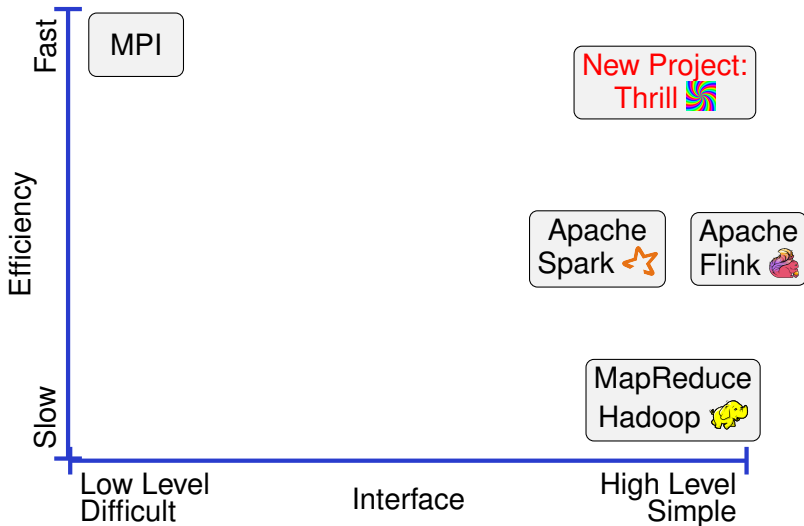 Fast
MPI
New Project:
Thrill
Efficiency
Apache
Spark
Apache
Flink
MapReduce
Hadoop
Slow
Low Level
Difficult
Interface
High Level
Simple